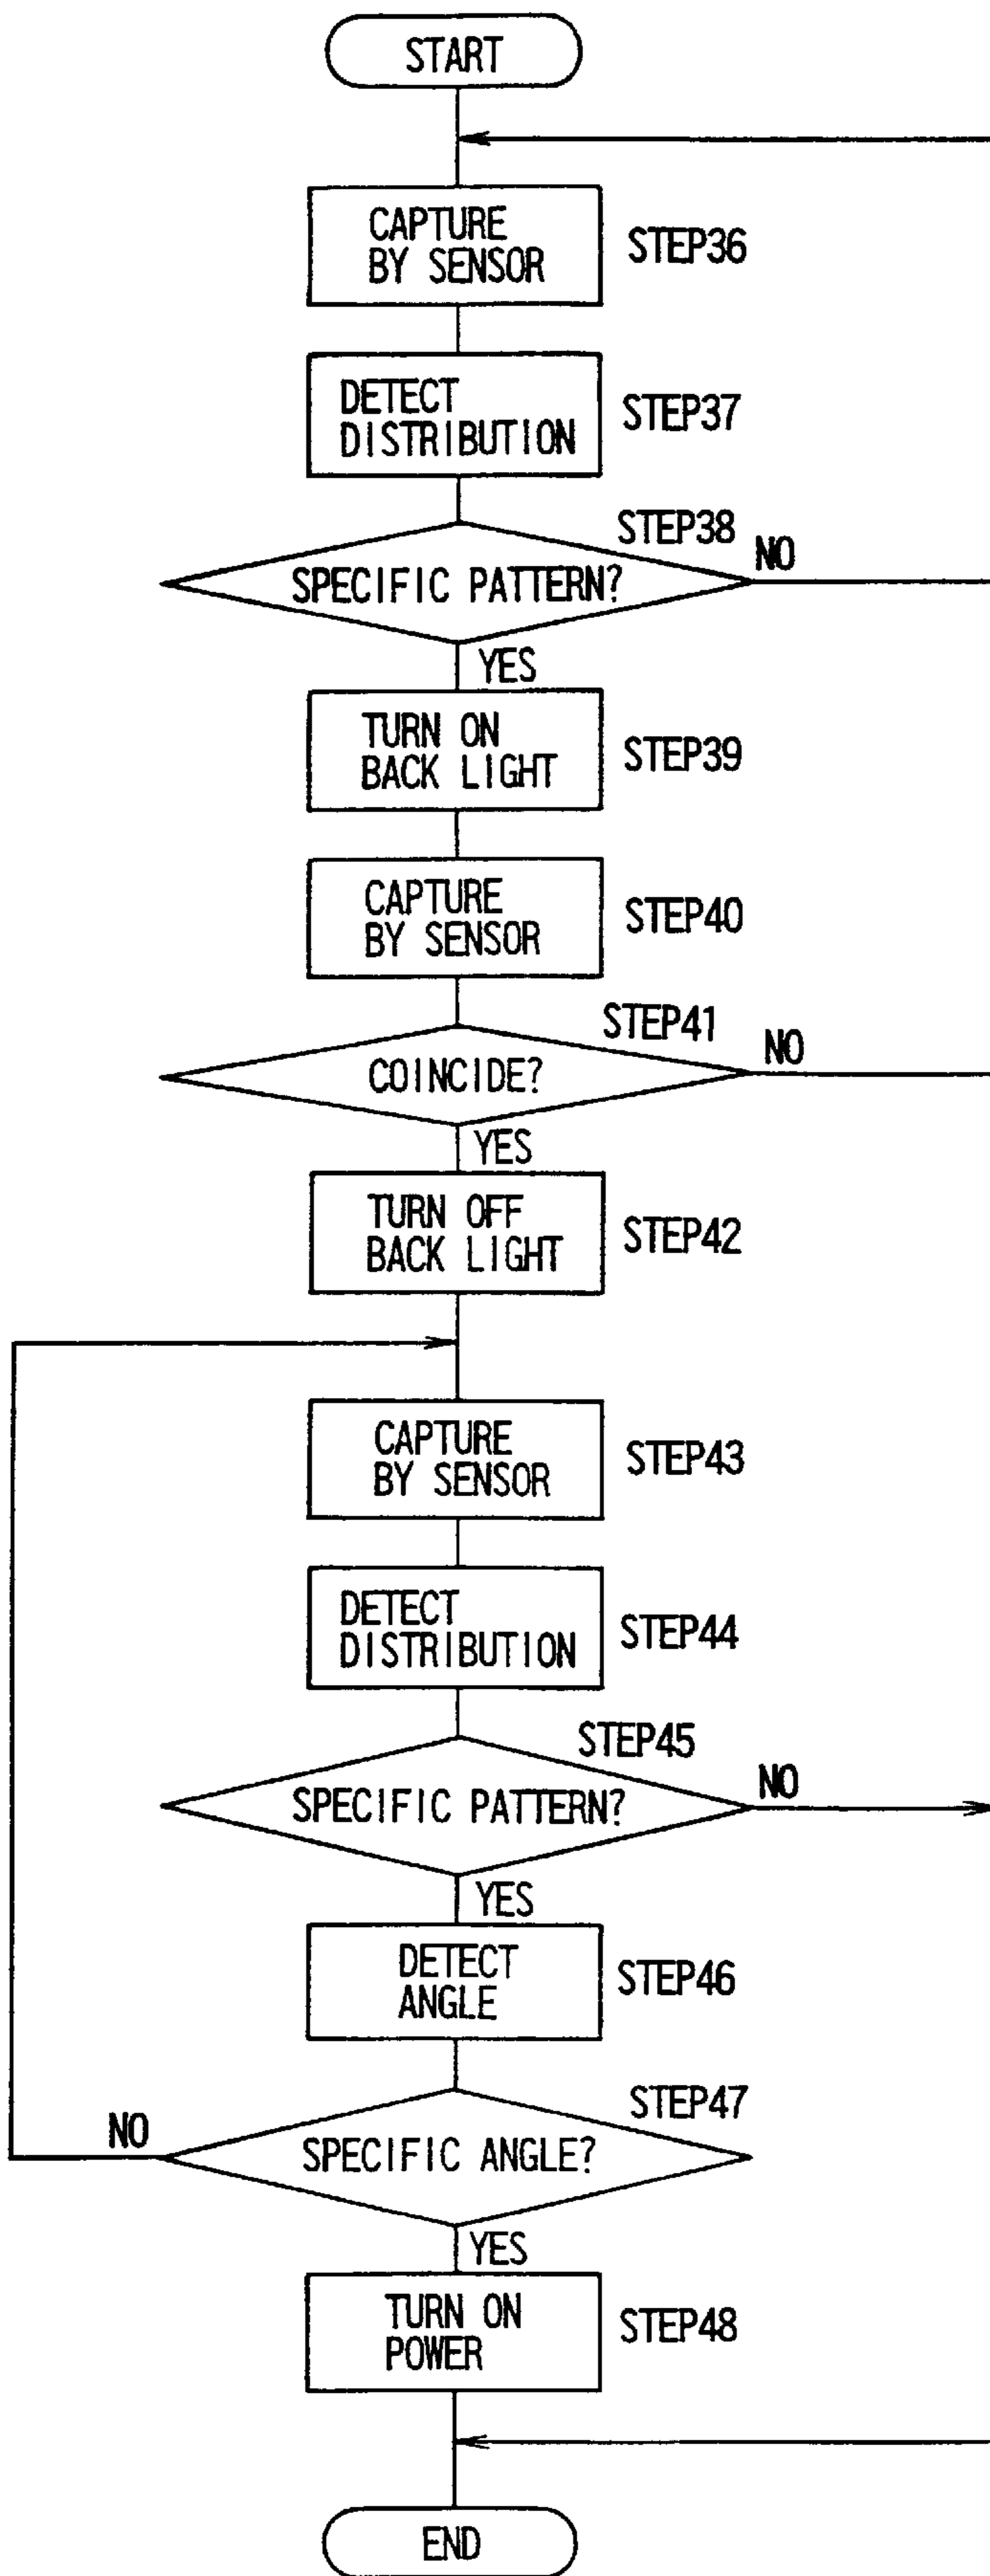 START
CAPTURE
BY SENSOR
STEP36
DETECT
DISTRIBUTION
STEP37
STEP38
SPECIFIC PATTERN?
NO
YES
TURN ON
BACK LIGHT
STEP39
CAPTURE
BY SENSOR
STEP40
STEP41
COINCIDE?
NO
YES
TURN OFF
BACK LIGHT
STEP42
CAPTURE
BY SENSOR
STEP43
DETECT
DISTRIBUTION
STEP44
STEP45
SPECIFIC PATTERN?
NO
YES
DETECT
ANGLE
STEP46
STEP47
NO
SPECIFIC ANGLE?
YES
TURN ON
POWER
STEP48
END